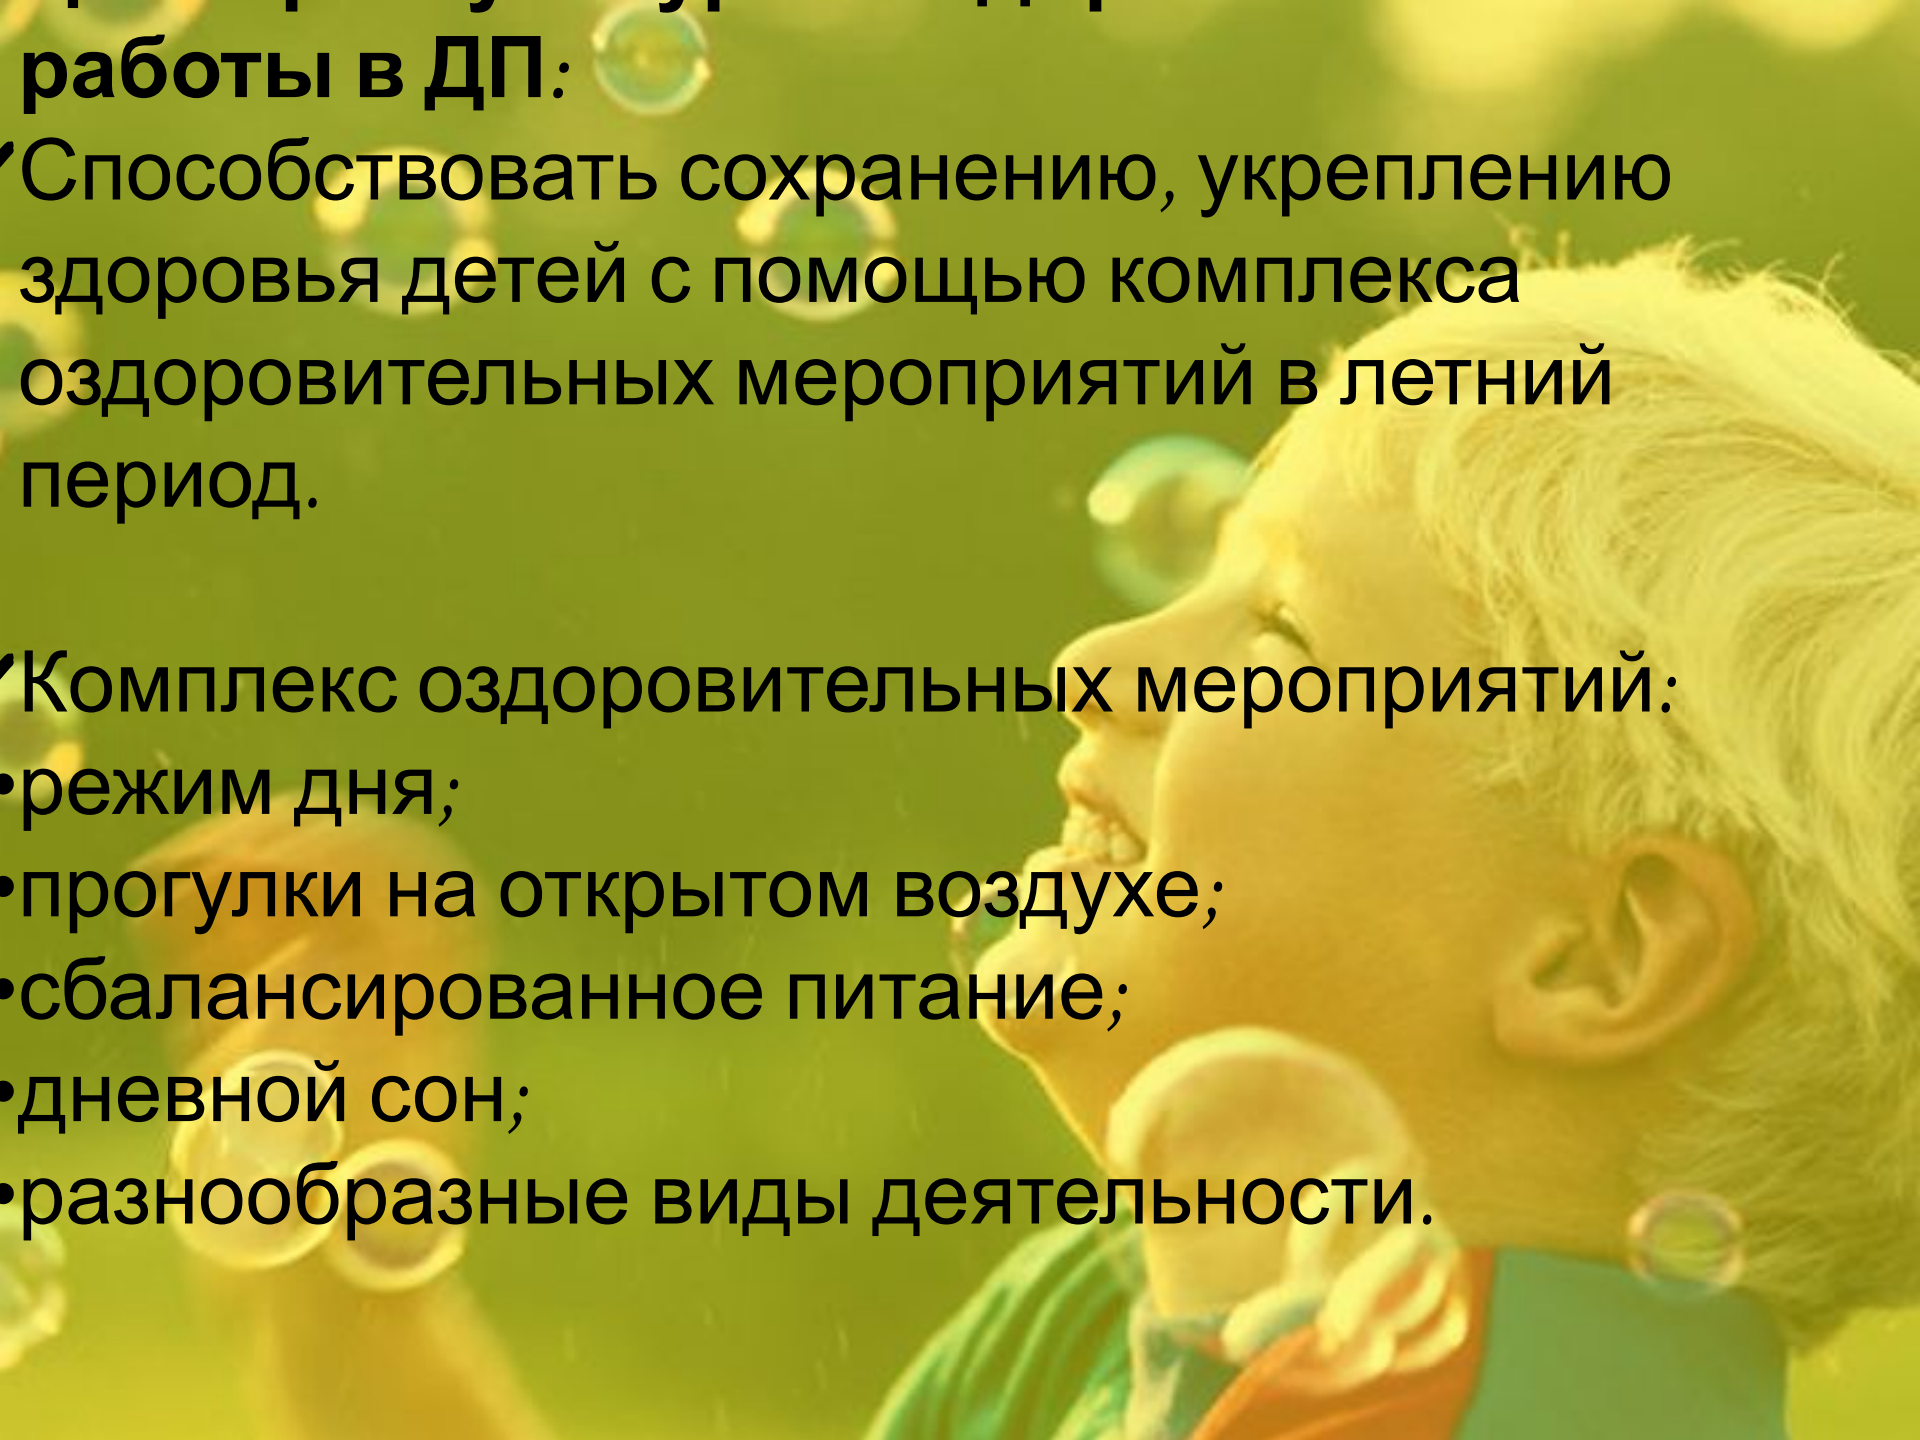 работы в ДП:
✓Способствовать сохранению, укреплению
здоровья детей с помощью комплекса
оздоровительных мероприятий в летний
период.
✓Комплекс оздоровительных мероприятий:
•режим дня;
•прогулки на открытом воздухе;
•сбалансированное питание;
•дневной сон;
•разнообразные виды деятельности.